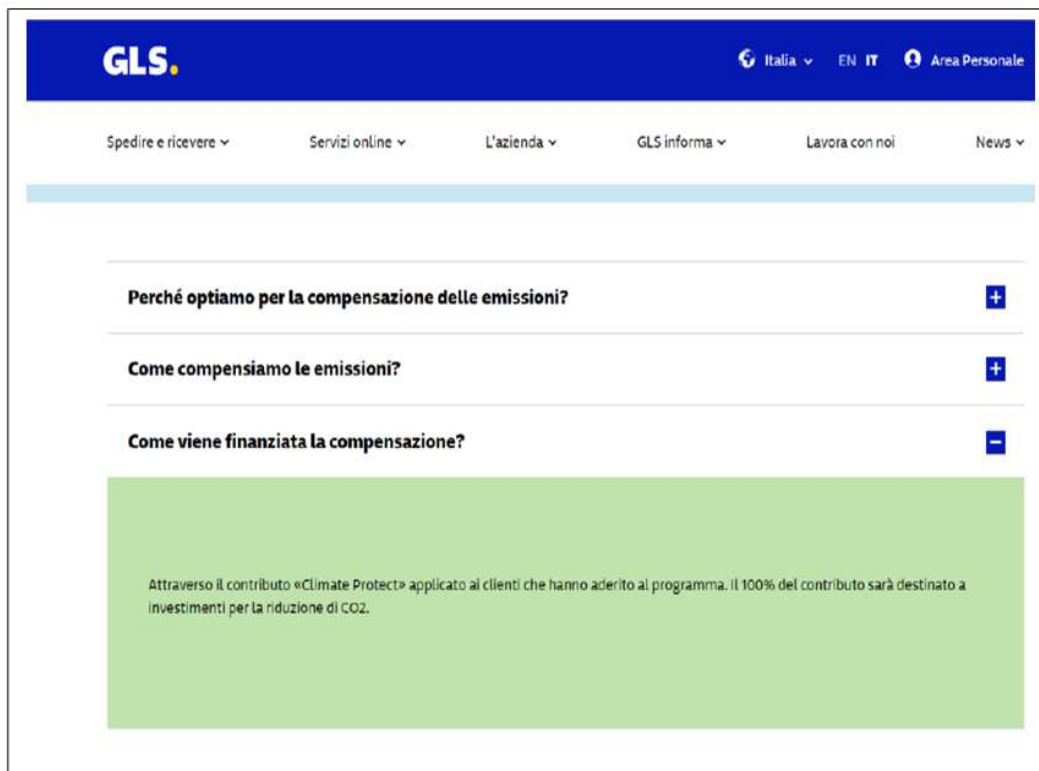 GLS.
Italia EN IT Area Personale
Spedire e ricevere Servizi online L'azienda GLS informa Lavora con noi News
Perché optiamo per la compensazione delle emissioni?
Come compensiamo le emissioni?
Come viene finanziata la compensazione?
Attraverso il contributo «Climate Protect» applicato ai clienti che hanno aderito al programma. Il 100% del contributo sarà destinato a
investimenti per la riduzione di CO2.